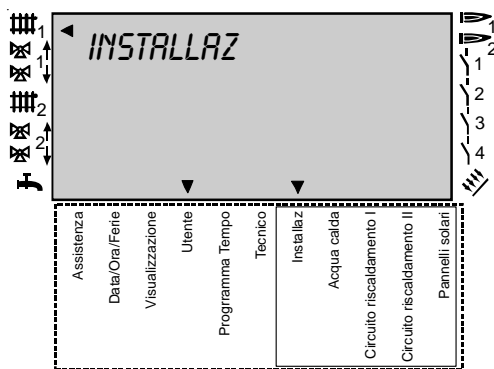 1
1
2
2
INSTALLAZ
1
2
1
2
3
4
Assistenza
Data/Ora/Ferie
Visualizzazione
Utente
Progrramma Tempo
Tecnico
Installaz
Acqua calda
Circuito riscaldamento I
Circuito riscaldamento II
Pannelli solari